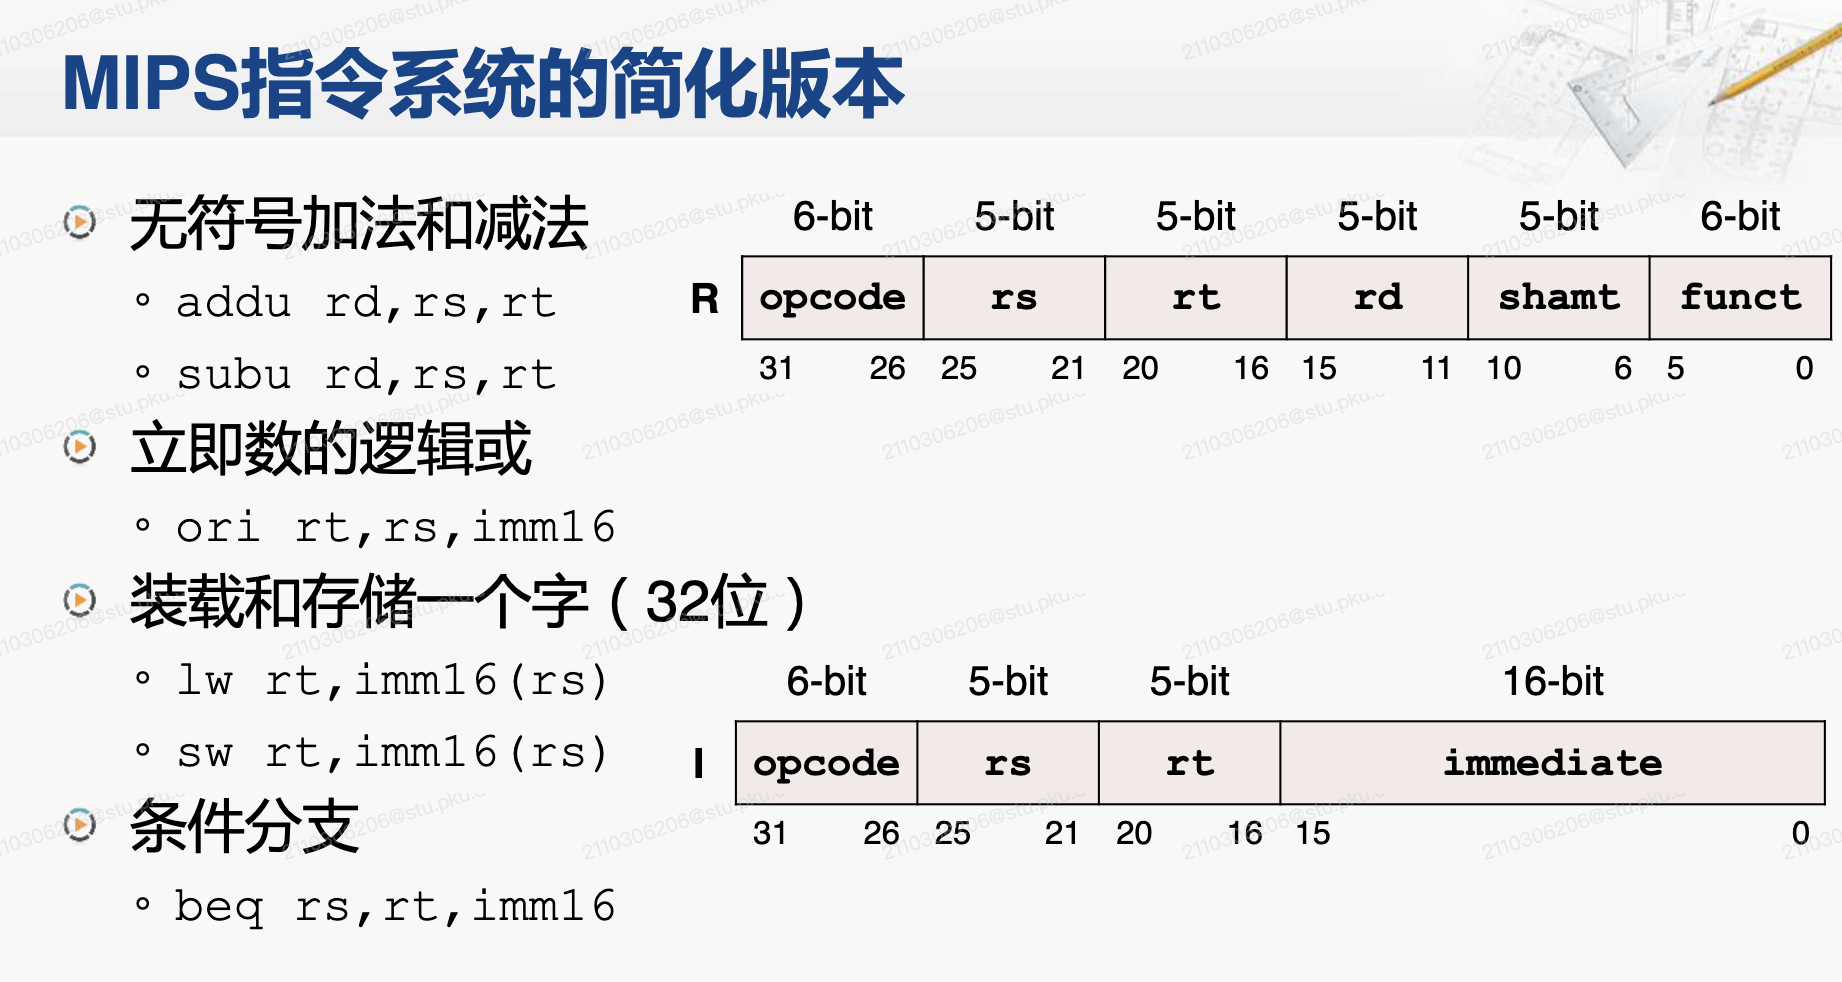 MIPS指令系统的简化版本
无符号加法和减法
addu rd,rs,rt
subu rd,rs,rt
立即数的逻辑或
ori rt,rs,imm16
装载和存储一个字（32位）
lw rt,imm16(rs)
sw rt,imm16(rs)
条件分支
beq rs,rt,imm16
6-bit 5-bit 5-bit 5-bit 5-bit 6-bit
R opcode rs rt rd shamt funct
31 26 25 21 20 16 15 11 10 6 5 0
6-bit 5-bit 5-bit 16-bit
I opcode rs rt immediate
31 26 25 21 20 16 15 0
2110306206@stu.pku.